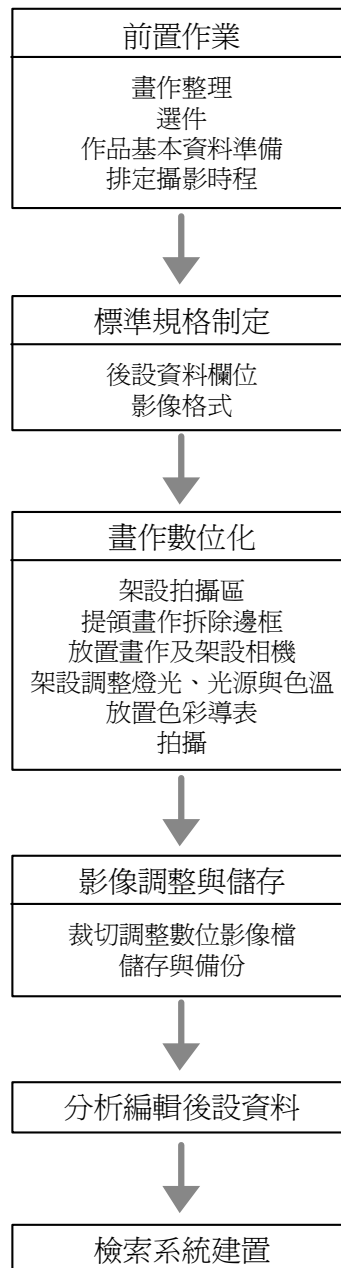 前置作業
畫作整理
選件
作品基本資料準備
排定攝影時程
標準規格制定
後設資料欄位
影像格式
畫作數位化
架設拍攝區
提領畫作拆除邊框
放置畫作及架設相機
架設調整燈光、光源與色溫
放置色彩導表
拍攝
影像調整與儲存
裁切調整數位影像檔
儲存與備份
分析編輯後設資料
檢索系統建置